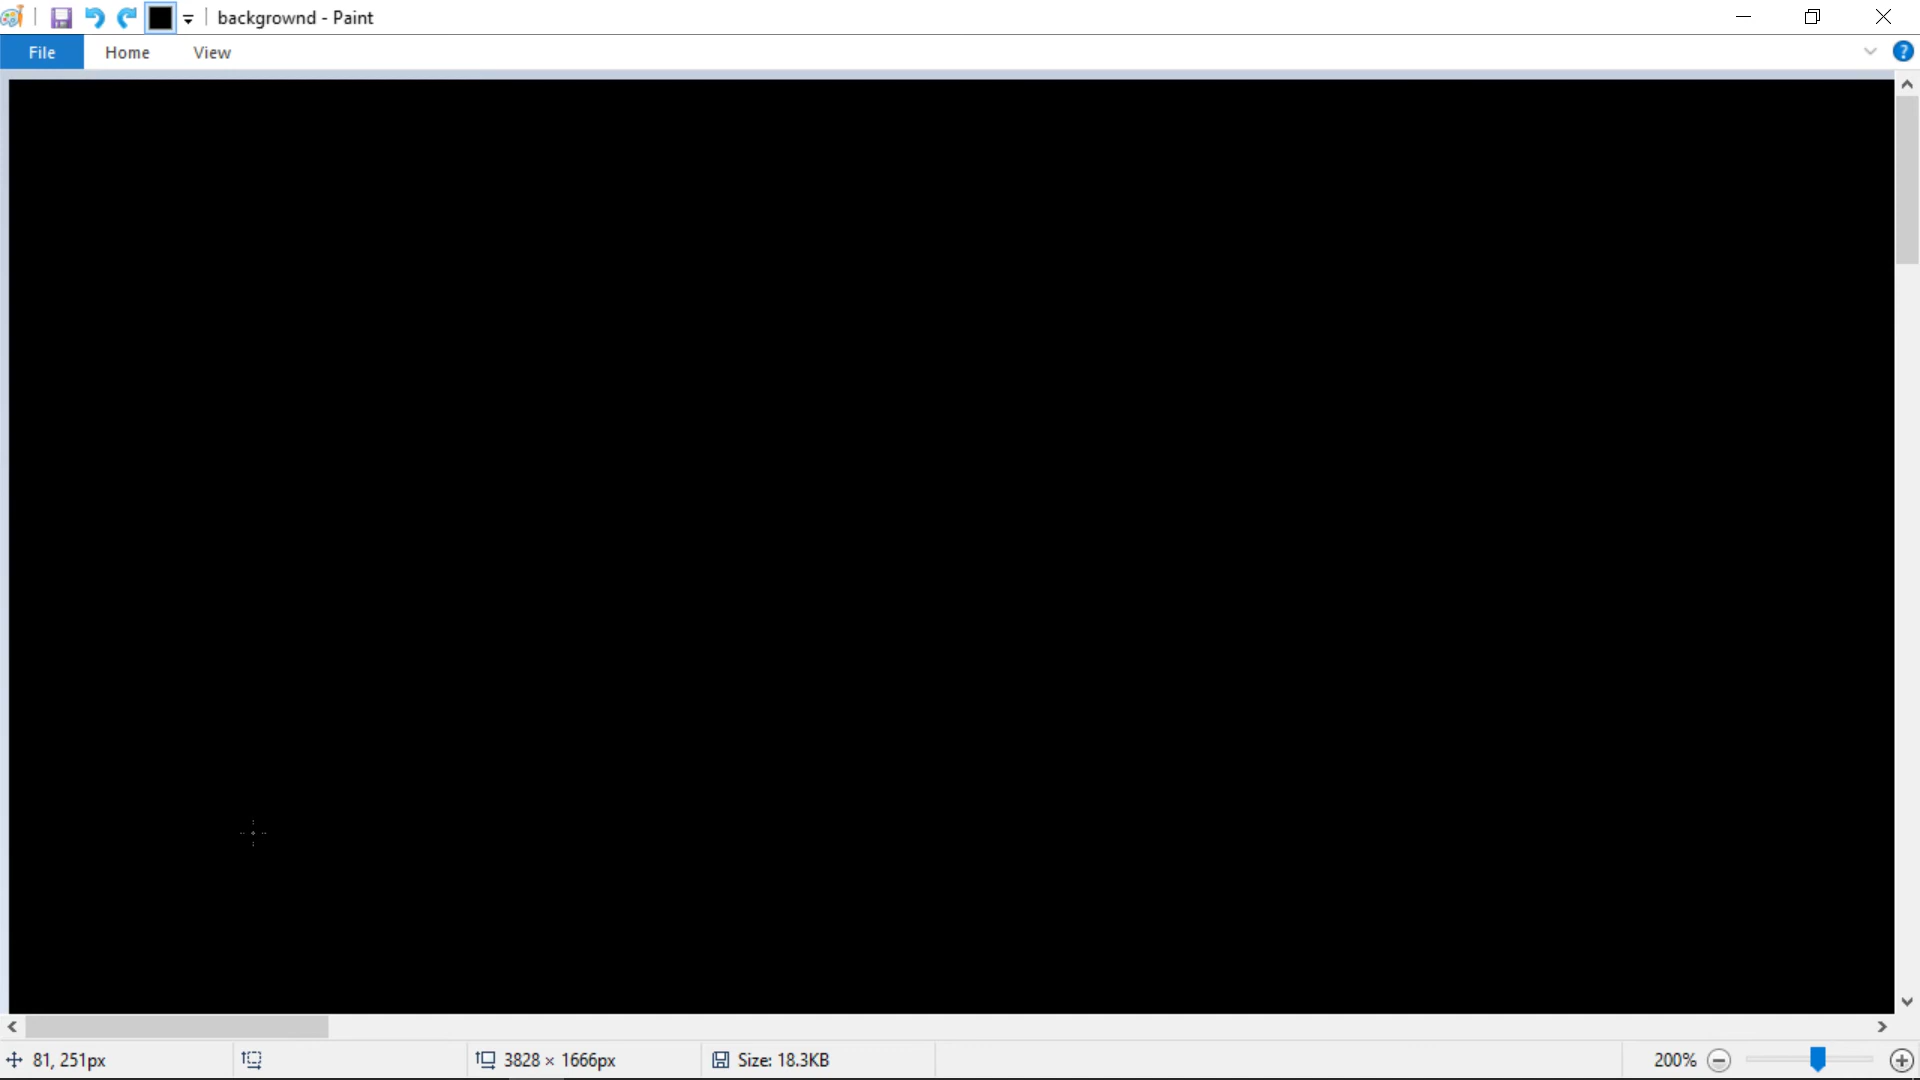 backgrownd - Paint
File Home View
81, 251px 3828 × 1666px Size: 18.3KB 200%